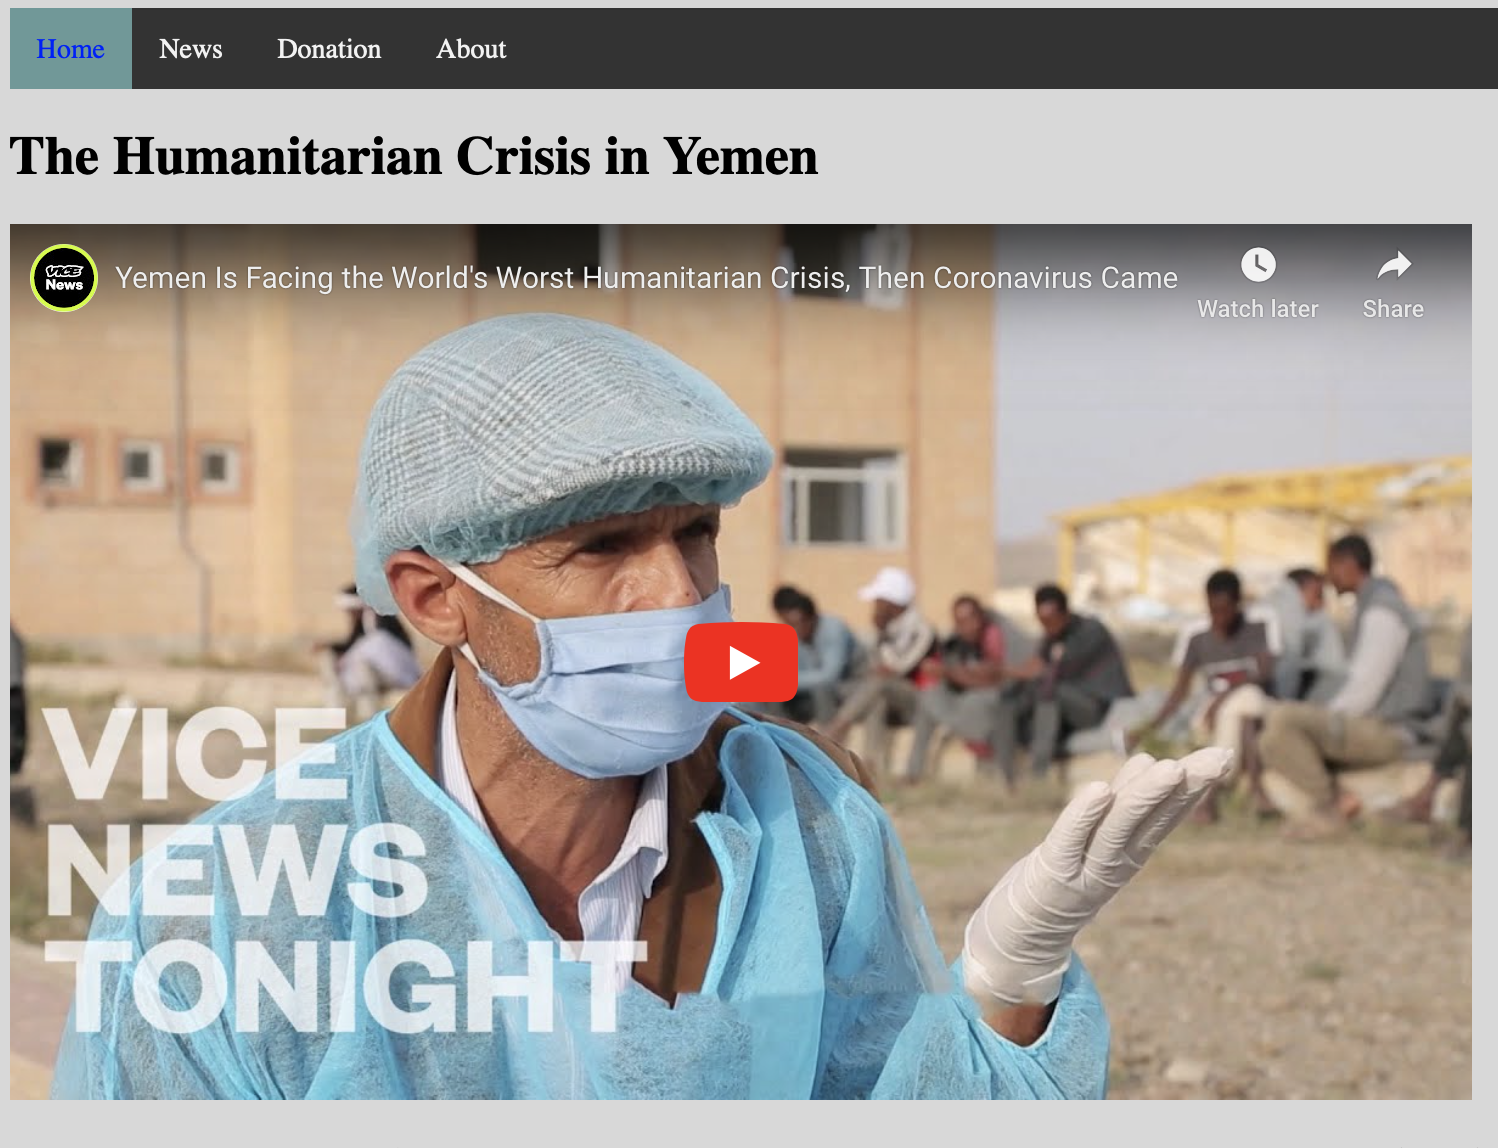 Home News Donation About
The Humanitarian Crisis in Yemen
VICE
News
Yemen Is Facing the World's Worst Humanitarian Crisis, Then Coronavirus Came
Watch later
Share
VICE
NEWS
TONIGHT